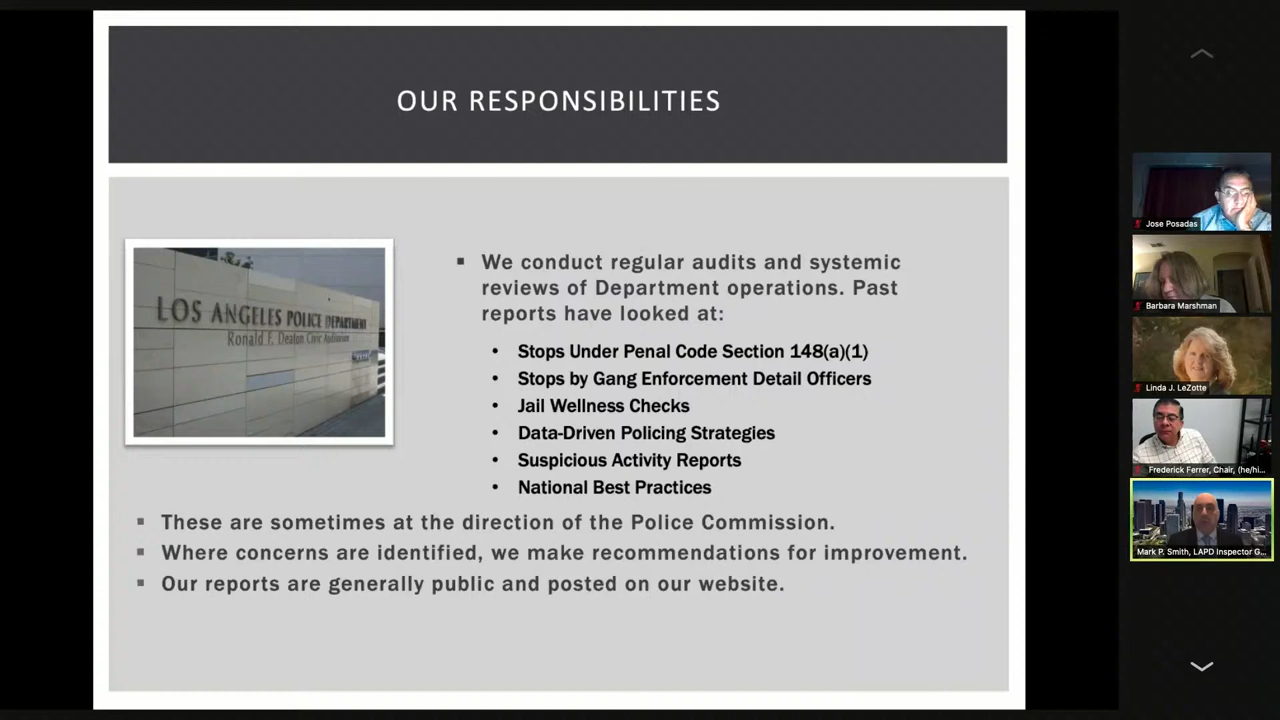 OUR RESPONSIBILITIES
LOS ANGELES POLICE DEPARTMENT
Ronald F. Deaton Civic Auditorium
▪ We conduct regular audits and systemic
reviews of Department operations. Past
reports have looked at:
• Stops Under Penal Code Section 148(a)(1)
• Stops by Gang Enforcement Detail Officers
• Jail Wellness Checks
• Data-Driven Policing Strategies
• Suspicious Activity Reports
• National Best Practices
▪ These are sometimes at the direction of the Police Commission.
▪ Where concerns are identified, we make recommendations for improvement.
▪ Our reports are generally public and posted on our website.
Jose Posadas
Barbara Marshman
Linda J. LeZotte
Frederick Ferrer, Chair, (he/hi...
Mark P. Smith, LAPD Inspector G...